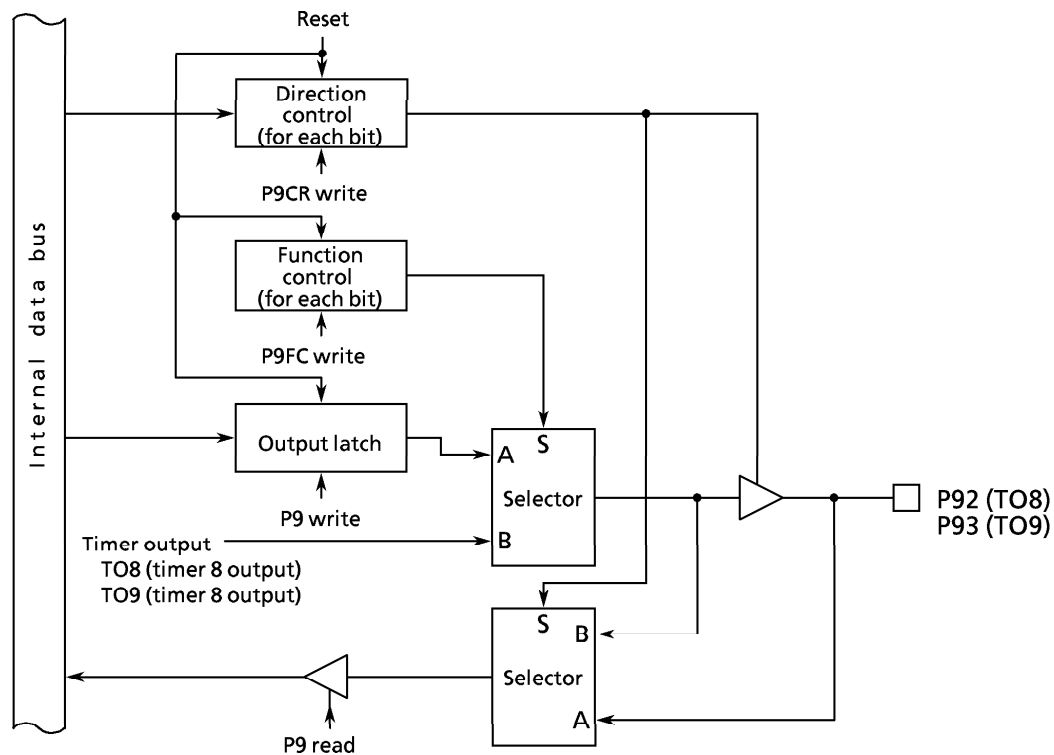 Reset
Direction
control
(for each bit)
P9CR write
Internal data bus
Function
control
(for each bit)
P9FC write
Output latch
P9 write
S
A
Selector
B
P92 (TO8)
P93 (TO9)
Timer output
TO8 (timer 8 output)
TO9 (timer 8 output)
S
B
Selector
A
P9 read